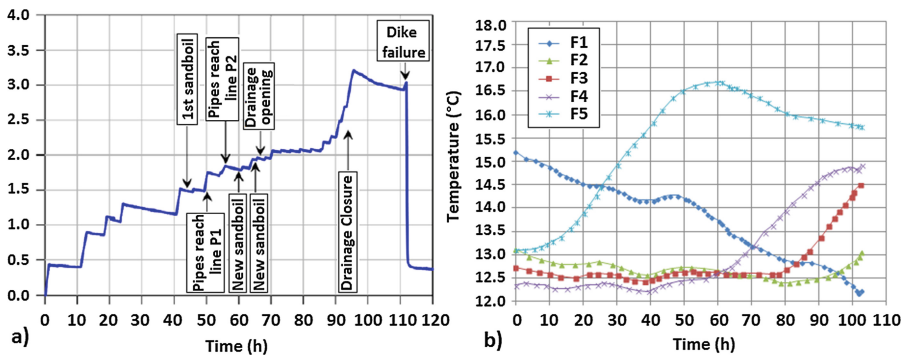 4.0
3.5
3.0
2.5
2.0
1.5
1.0
0.5
0.0
1st sandboil
Pipes reach
line P1
Pipes reach
line P2
New sandboil
New sandboil
Drainage
opening
Drainage Closure
Dike
failure
0 10 20 30 40 50 60 70 80 90 100 110 120
Time (h)
a)
Temperature (°C)
18.0
17.5
17.0
16.5
16.0
15.5
15.0
14.5
14.0
13.5
13.0
12.5
12.0
F1
F2
F3
F4
F5
0 10 20 30 40 50 60 70 80 90 100 110
Time (h)
b)